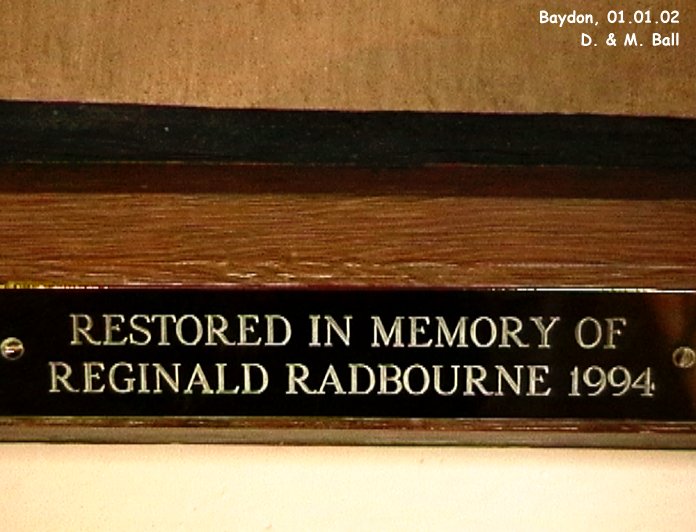 Baydon, 01.01.02
D. & M. Ball
RESTORED IN MEMORY OF
REGINALD RADBOURNE 1994